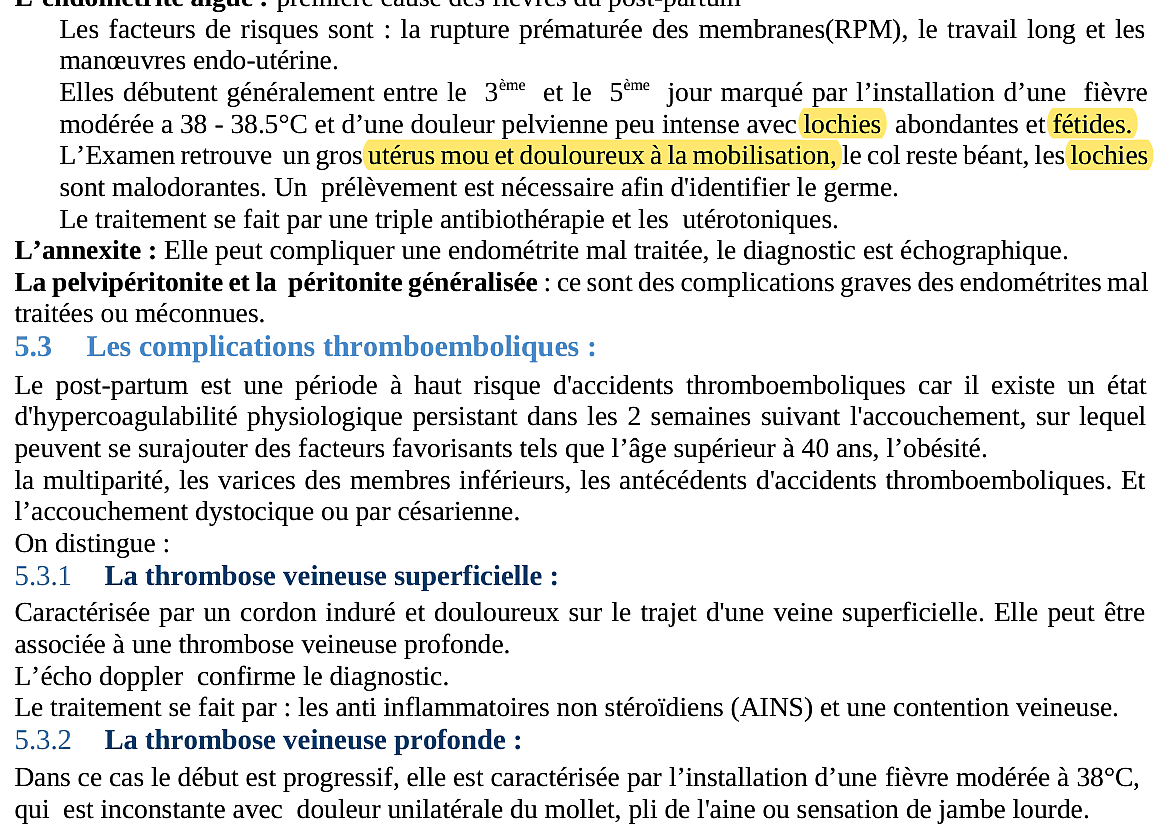 L'endométrite aigue : première cause des fièvres du post-partum
Les facteurs de risques sont : la rupture prématurée des membranes(RPM), le travail long et les
manœuvres endo-utérine.
Elles débutent généralement entre le 3ème et le 5ème jour marqué par l’installation d’une fièvre
modérée a 38 - 38.5°C et d’une douleur pelvienne peu intense avec lochies abondantes et fétides.
L’Examen retrouve un gros utérus mou et douloureux à la mobilisation, le col reste béant, les lochies
sont malodorantes. Un prélèvement est nécessaire afin d'identifier le germe.
Le traitement se fait par une triple antibiothérapie et les utérotoniques.
L’annexite : Elle peut compliquer une endométrite mal traitée, le diagnostic est échographique.
La pelvipéritonite et la péritonite généralisée : ce sont des complications graves des endométrites mal
traitées ou méconnues.
5.3 Les complications thromboemboliques :
Le post-partum est une période à haut risque d'accidents thromboemboliques car il existe un état
d'hypercoagulabilité physiologique persistant dans les 2 semaines suivant l'accouchement, sur lequel
peuvent se surajouter des facteurs favorisants tels que l’âge supérieur à 40 ans, l’obésité.
la multiparité, les varices des membres inférieurs, les antécédents d'accidents thromboemboliques. Et
l’accouchement dystocique ou par césarienne.
On distingue :
5.3.1 La thrombose veineuse superficielle :
Caractérisée par un cordon induré et douloureux sur le trajet d'une veine superficielle. Elle peut être
associée à une thrombose veineuse profonde.
L’écho doppler confirme le diagnostic.
Le traitement se fait par : les anti inflammatoires non stéroïdiens (AINS) et une contention veineuse.
5.3.2 La thrombose veineuse profonde :
Dans ce cas le début est progressif, elle est caractérisée par l’installation d’une fièvre modérée à 38°C,
qui est inconstante avec douleur unilatérale du mollet, pli de l'aine ou sensation de jambe lourde.